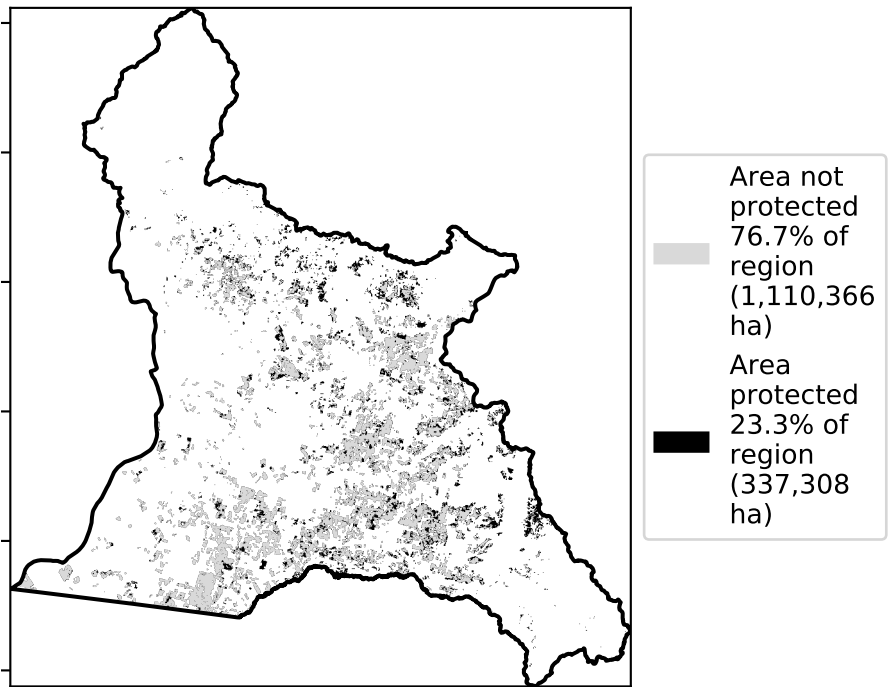 Area not
protected
76.7% of
region
(1,110,366
ha)
Area
protected
23.3% of
region
(337,308
ha)